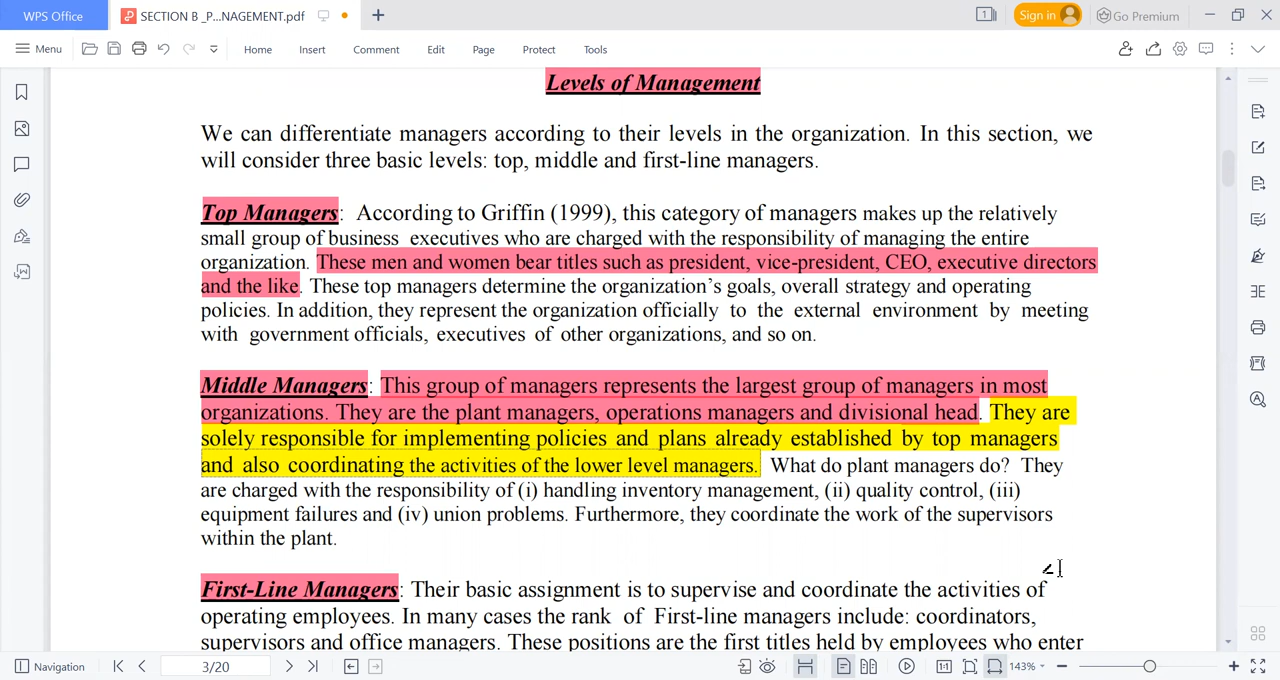 WPS Office
SECTION B _P...NAGEMENT.pdf
1
Sign in
Go Premium
Menu
Home
Insert
Comment
Edit
Page
Protect
Tools
Levels of Management
We can differentiate managers according to their levels in the organization. In this section, we
will consider three basic levels: top, middle and first-line managers.
Top Managers: According to Griffin (1999), this category of managers makes up the relatively
small group of business executives who are charged with the responsibility of managing the entire
organization. These men and women bear titles such as president, vice-president, CEO, executive directors
and the like. These top managers determine the organization's goals, overall strategy and operating
policies. In addition, they represent the organization officially to the external environment by meeting
with government officials, executives of other organizations, and so on.
Middle Managers: This group of managers represents the largest group of managers in most
organizations. They are the plant managers, operations managers and divisional head. They are
solely responsible for implementing policies and plans already established by top managers
and also coordinating the activities of the lower level managers. What do plant managers do? They
are charged with the responsibility of (i) handling inventory management, (ii) quality control, (iii)
equipment failures and (iv) union problems. Furthermore, they coordinate the work of the supervisors
within the plant.
First-Line Managers: Their basic assignment is to supervise and coordinate the activities of
operating employees. In many cases the rank of First-line managers include: coordinators,
supervisors and office managers. These positions are the first titles held by employees who enter
Navigation
3/20
1:1
143%